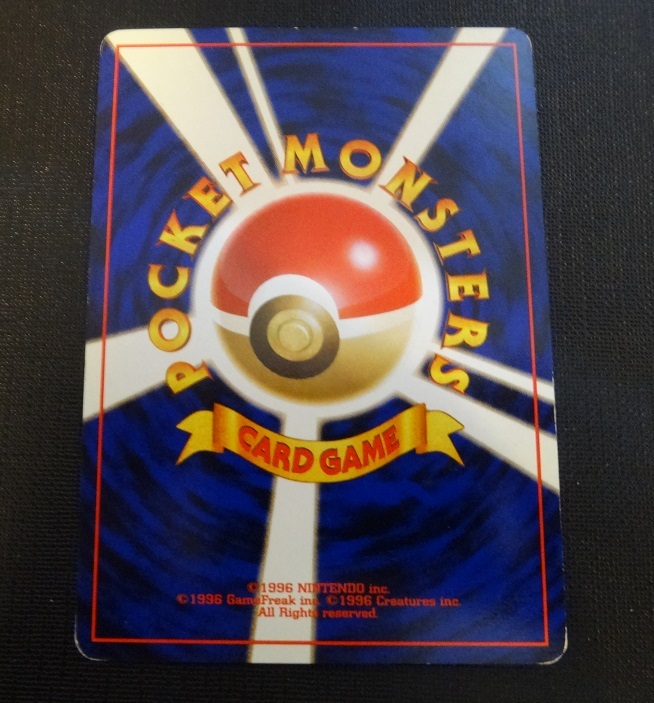 POCKET MONSTERS
CARD GAME
©1996 NINTENDO inc.
©1996 GameFreak inc. ©1996 Creatures inc.
All Rights reserved.